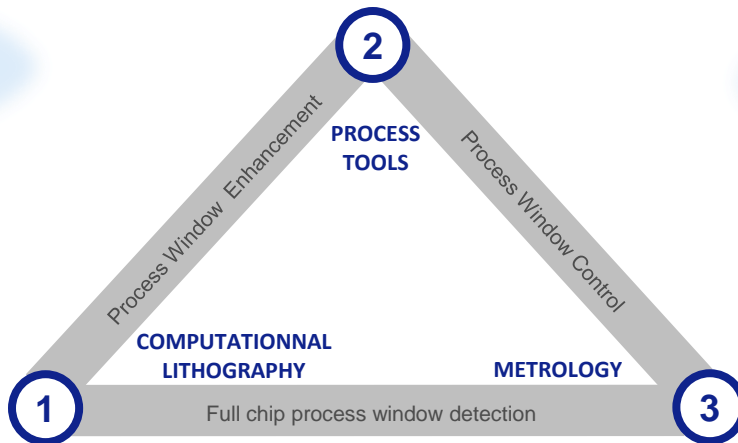 2
PROCESS
TOOLS
Process Window Enhancement
Process Window Control
COMPUTATIONNAL
LITHOGRAPHY
METROLOGY
1
Full chip process window detection
3